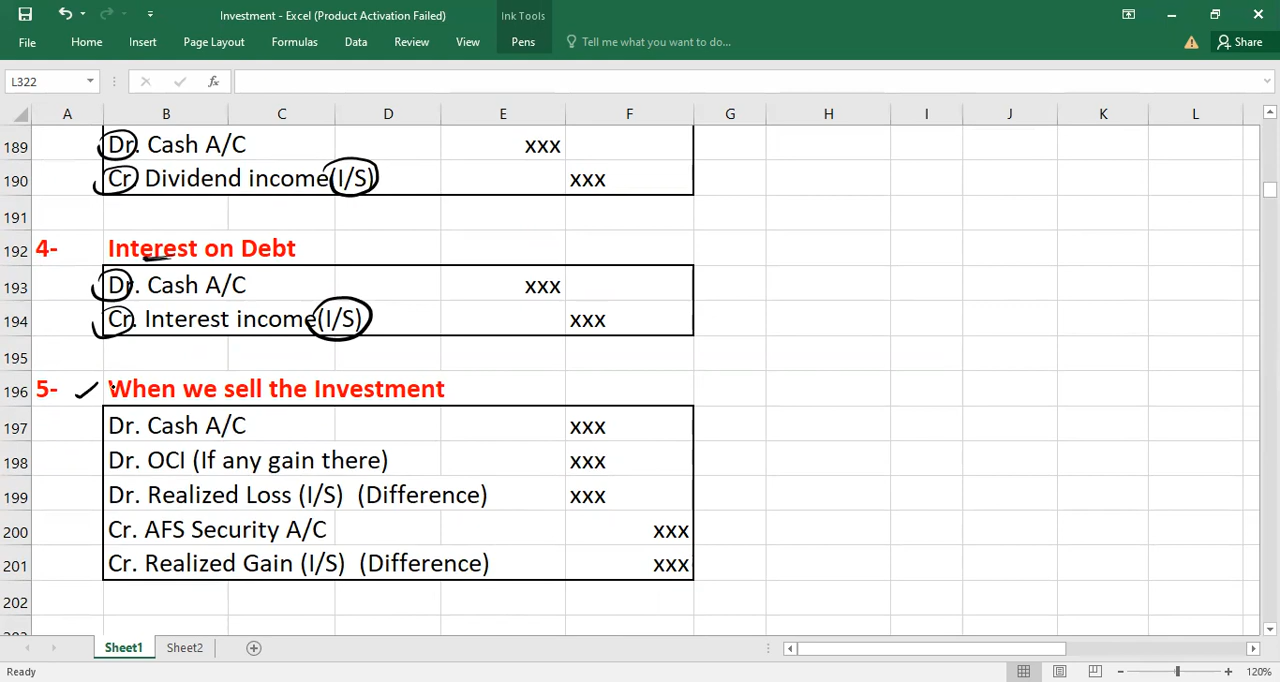 Investment - Excel (Product Activation Failed)
Ink Tools
File Home Insert Page Layout Formulas Data Review View Pens Tell me what you want to do... Share
L322 fx
A B C D E F G H I J K L
189 Dr. Cash A/C xxx
190 Cr. Dividend income(I/S) xxx
191
192 4- Interest on Debt
193 Dr. Cash A/C xxx
194 Cr. Interest income(I/S) xxx
195
196 5- When we sell the Investment
197 Dr. Cash A/C xxx
198 Dr. OCI (If any gain there) xxx
199 Dr. Realized Loss (I/S) (Difference) xxx
200 Cr. AFS Security A/C xxx
201 Cr. Realized Gain (I/S) (Difference) xxx
202
Sheet1 Sheet2
Ready 120%